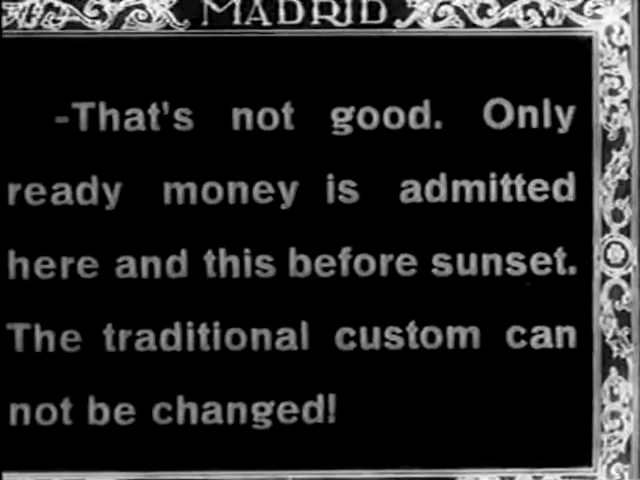 MADRID
-That's not good. Only
ready money is admitted
here and this before sunset.
The traditional custom can
not be changed!